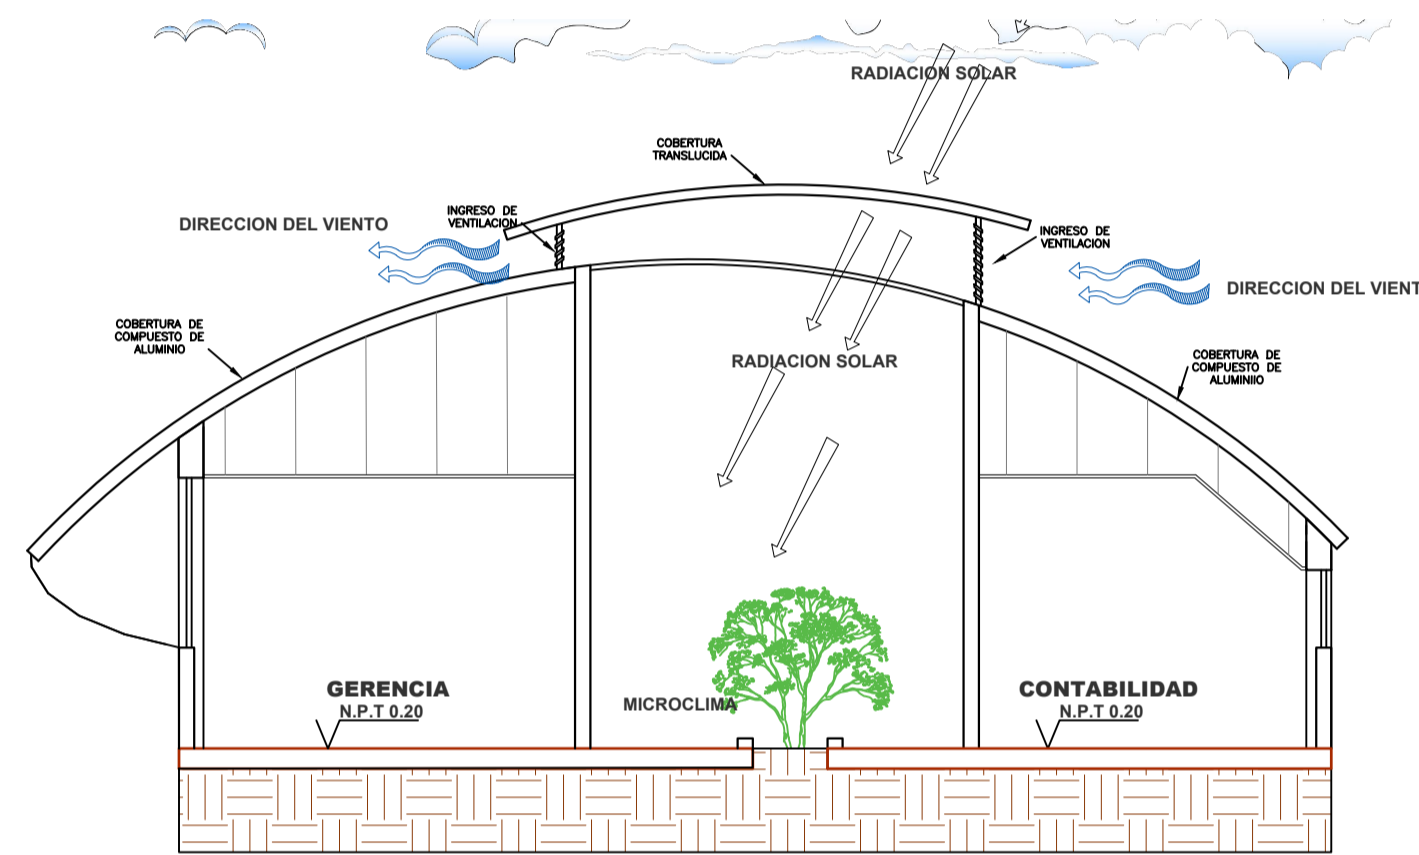 RADIACION SOLAR
COBERTURA
TRANSLUCIDA
DIRECCION DEL VIENTO
INGRESO DE
VENTILACION
INGRESO DE
VENTILACION
DIRECCION DEL VIENT
COBERTURA DE
COMPUESTO DE
ALUMINIO
RADIACION SOLAR
COBERTURA DE
COMPUESTO DE
ALUMINIIO
GERENCIA
N.P.T 0.20
MICROCLIMA
CONTABILIDAD
N.P.T 0.20